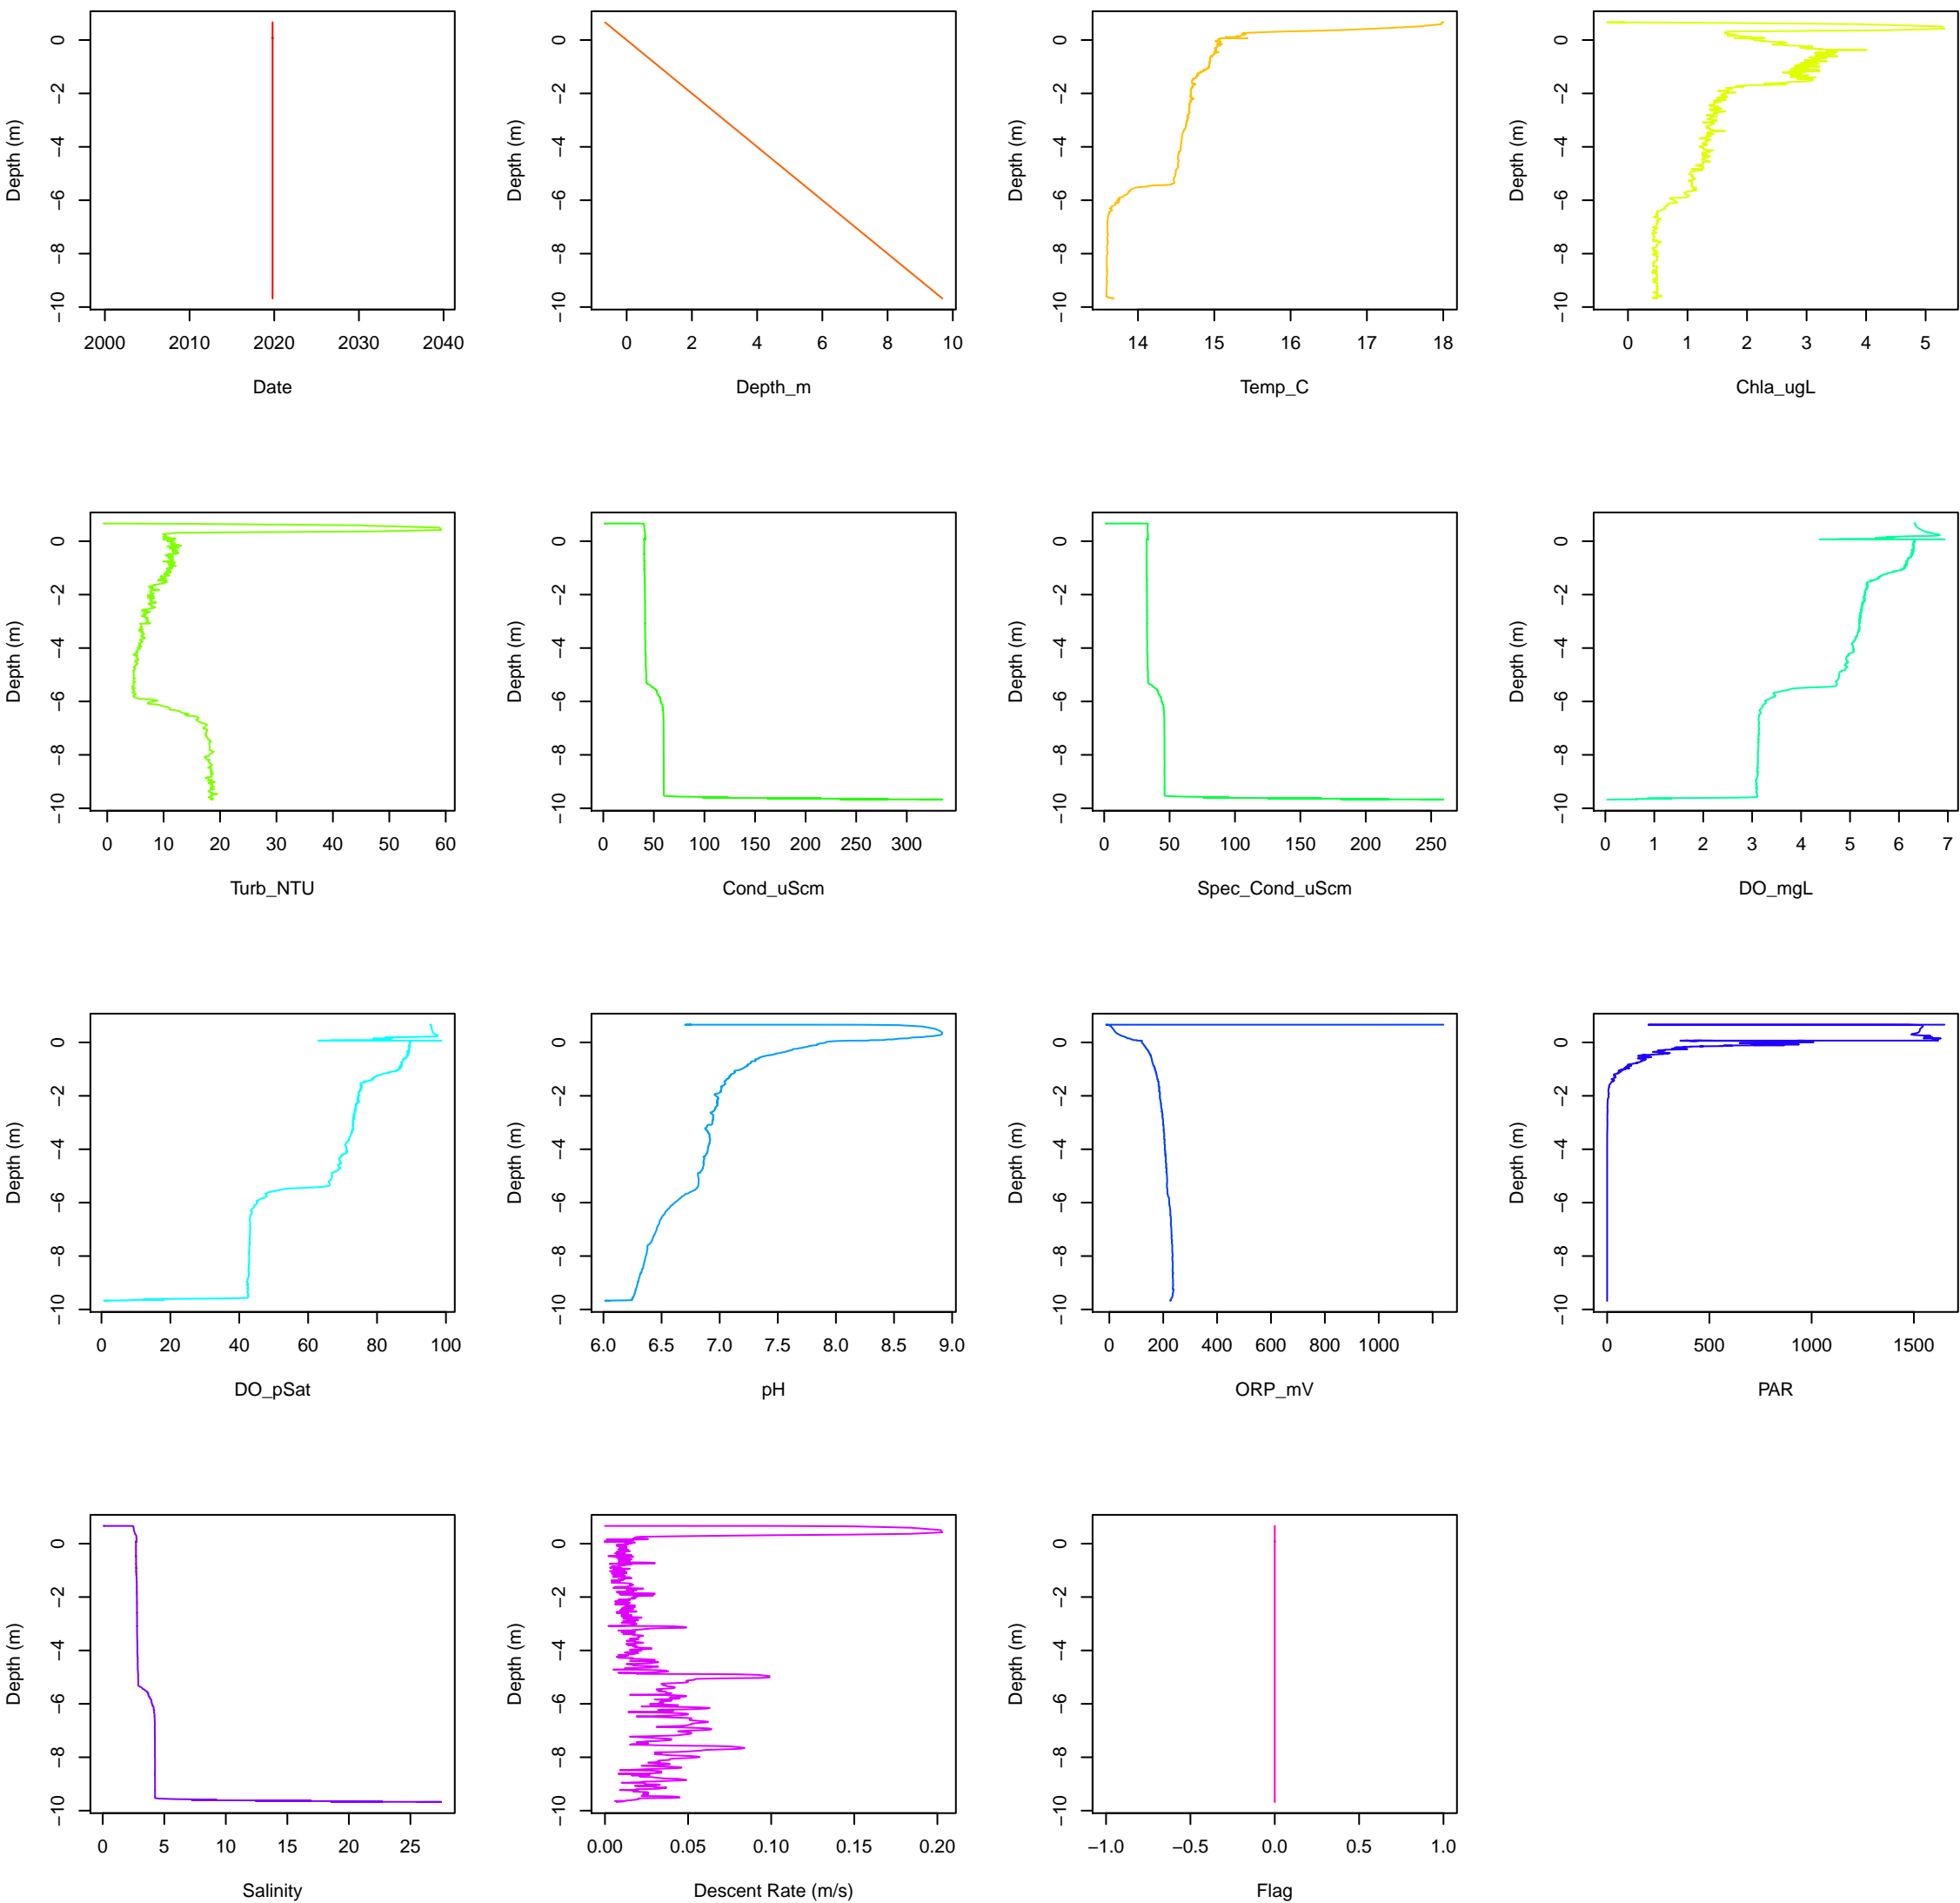 Depth (m)
0
−2
−4
−6
−8
−10
2000 2010 2020 2030 2040
Date
Depth (m)
0
−2
−4
−6
−8
−10
0 2 4 6 8 10
Depth_m
Depth (m)
0
−2
−4
−6
−8
−10
14 15 16 17 18
Temp_C
Depth (m)
0
−2
−4
−6
−8
−10
0 1 2 3 4 5
Chla_ugL
Depth (m)
0
−2
−4
−6
−8
−10
0 10 20 30 40 50 60
Turb_NTU
Depth (m)
0
−2
−4
−6
−8
−10
0 50 100 150 200 250 300
Cond_uScm
Depth (m)
0
−2
−4
−6
−8
−10
0 50 100 150 200 250
Spec_Cond_uScm
Depth (m)
0
−2
−4
−6
−8
−10
0 1 2 3 4 5 6 7
DO_mgL
Depth (m)
0
−2
−4
−6
−8
−10
0 20 40 60 80 100
DO_pSat
Depth (m)
0
−2
−4
−6
−8
−10
6.0 6.5 7.0 7.5 8.0 8.5 9.0
pH
Depth (m)
0
−2
−4
−6
−8
−10
0 200 400 600 800 1000
ORP_mV
Depth (m)
0
−2
−4
−6
−8
−10
0 500 1000 1500
PAR
Depth (m)
0
−2
−4
−6
−8
−10
0 5 10 15 20 25
Salinity
Depth (m)
0
−2
−4
−6
−8
−10
0.00 0.05 0.10 0.15 0.20
Descent Rate (m/s)
Depth (m)
0
−2
−4
−6
−8
−10
−1.0 −0.5 0.0 0.5 1.0
Flag